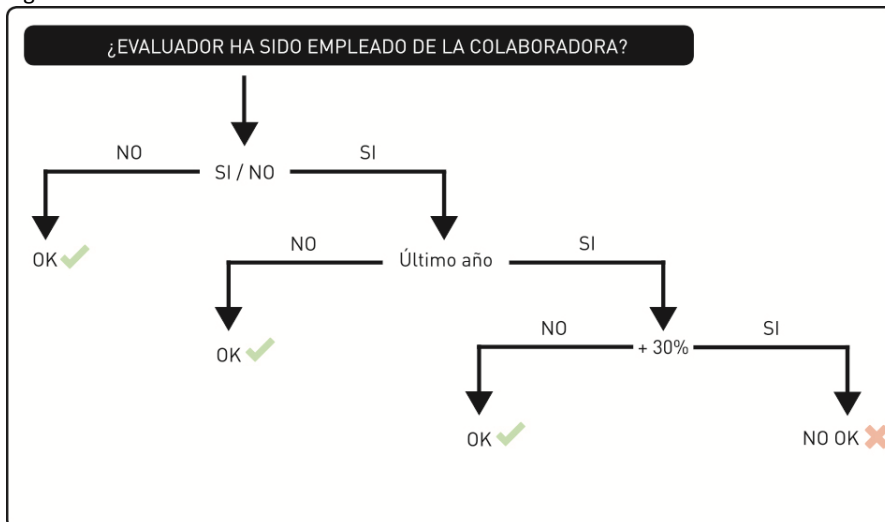 ¿EVALUADOR HA SIDO EMPLEADO DE LA COLABORADORA?
NO
SI / NO
SI
OK
NO
Último año
SI
OK
NO
+ 30%
SI
OK
NO OK